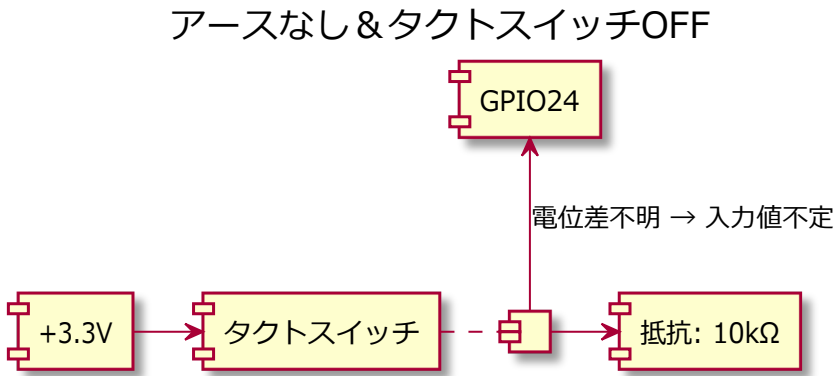 アースなし＆タクトスイッチOFF
GPIO24
電位差不明 → 入力値不定
+3.3V
タクトスイッチ
抵抗: 10kΩ